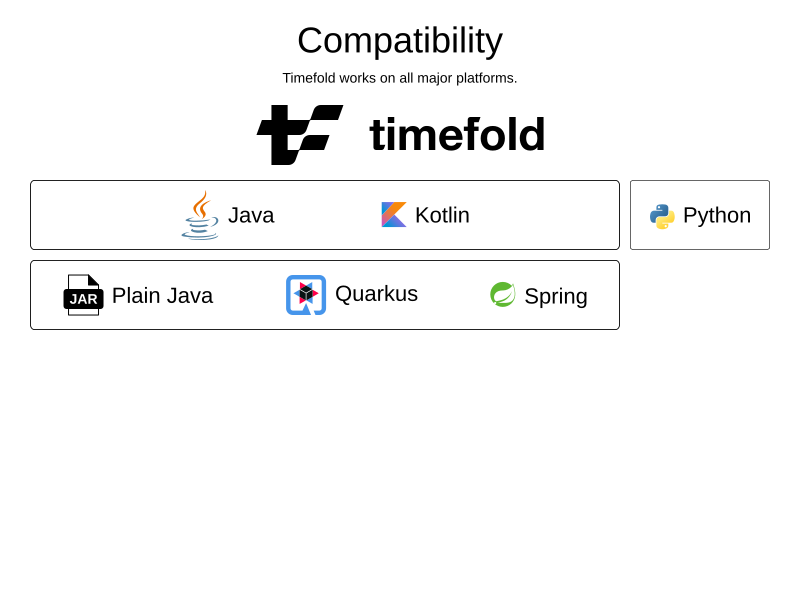 Compatibility
Timefold works on all major platforms.
timefold
Java Kotlin Python
JAR Plain Java Quarkus Spring